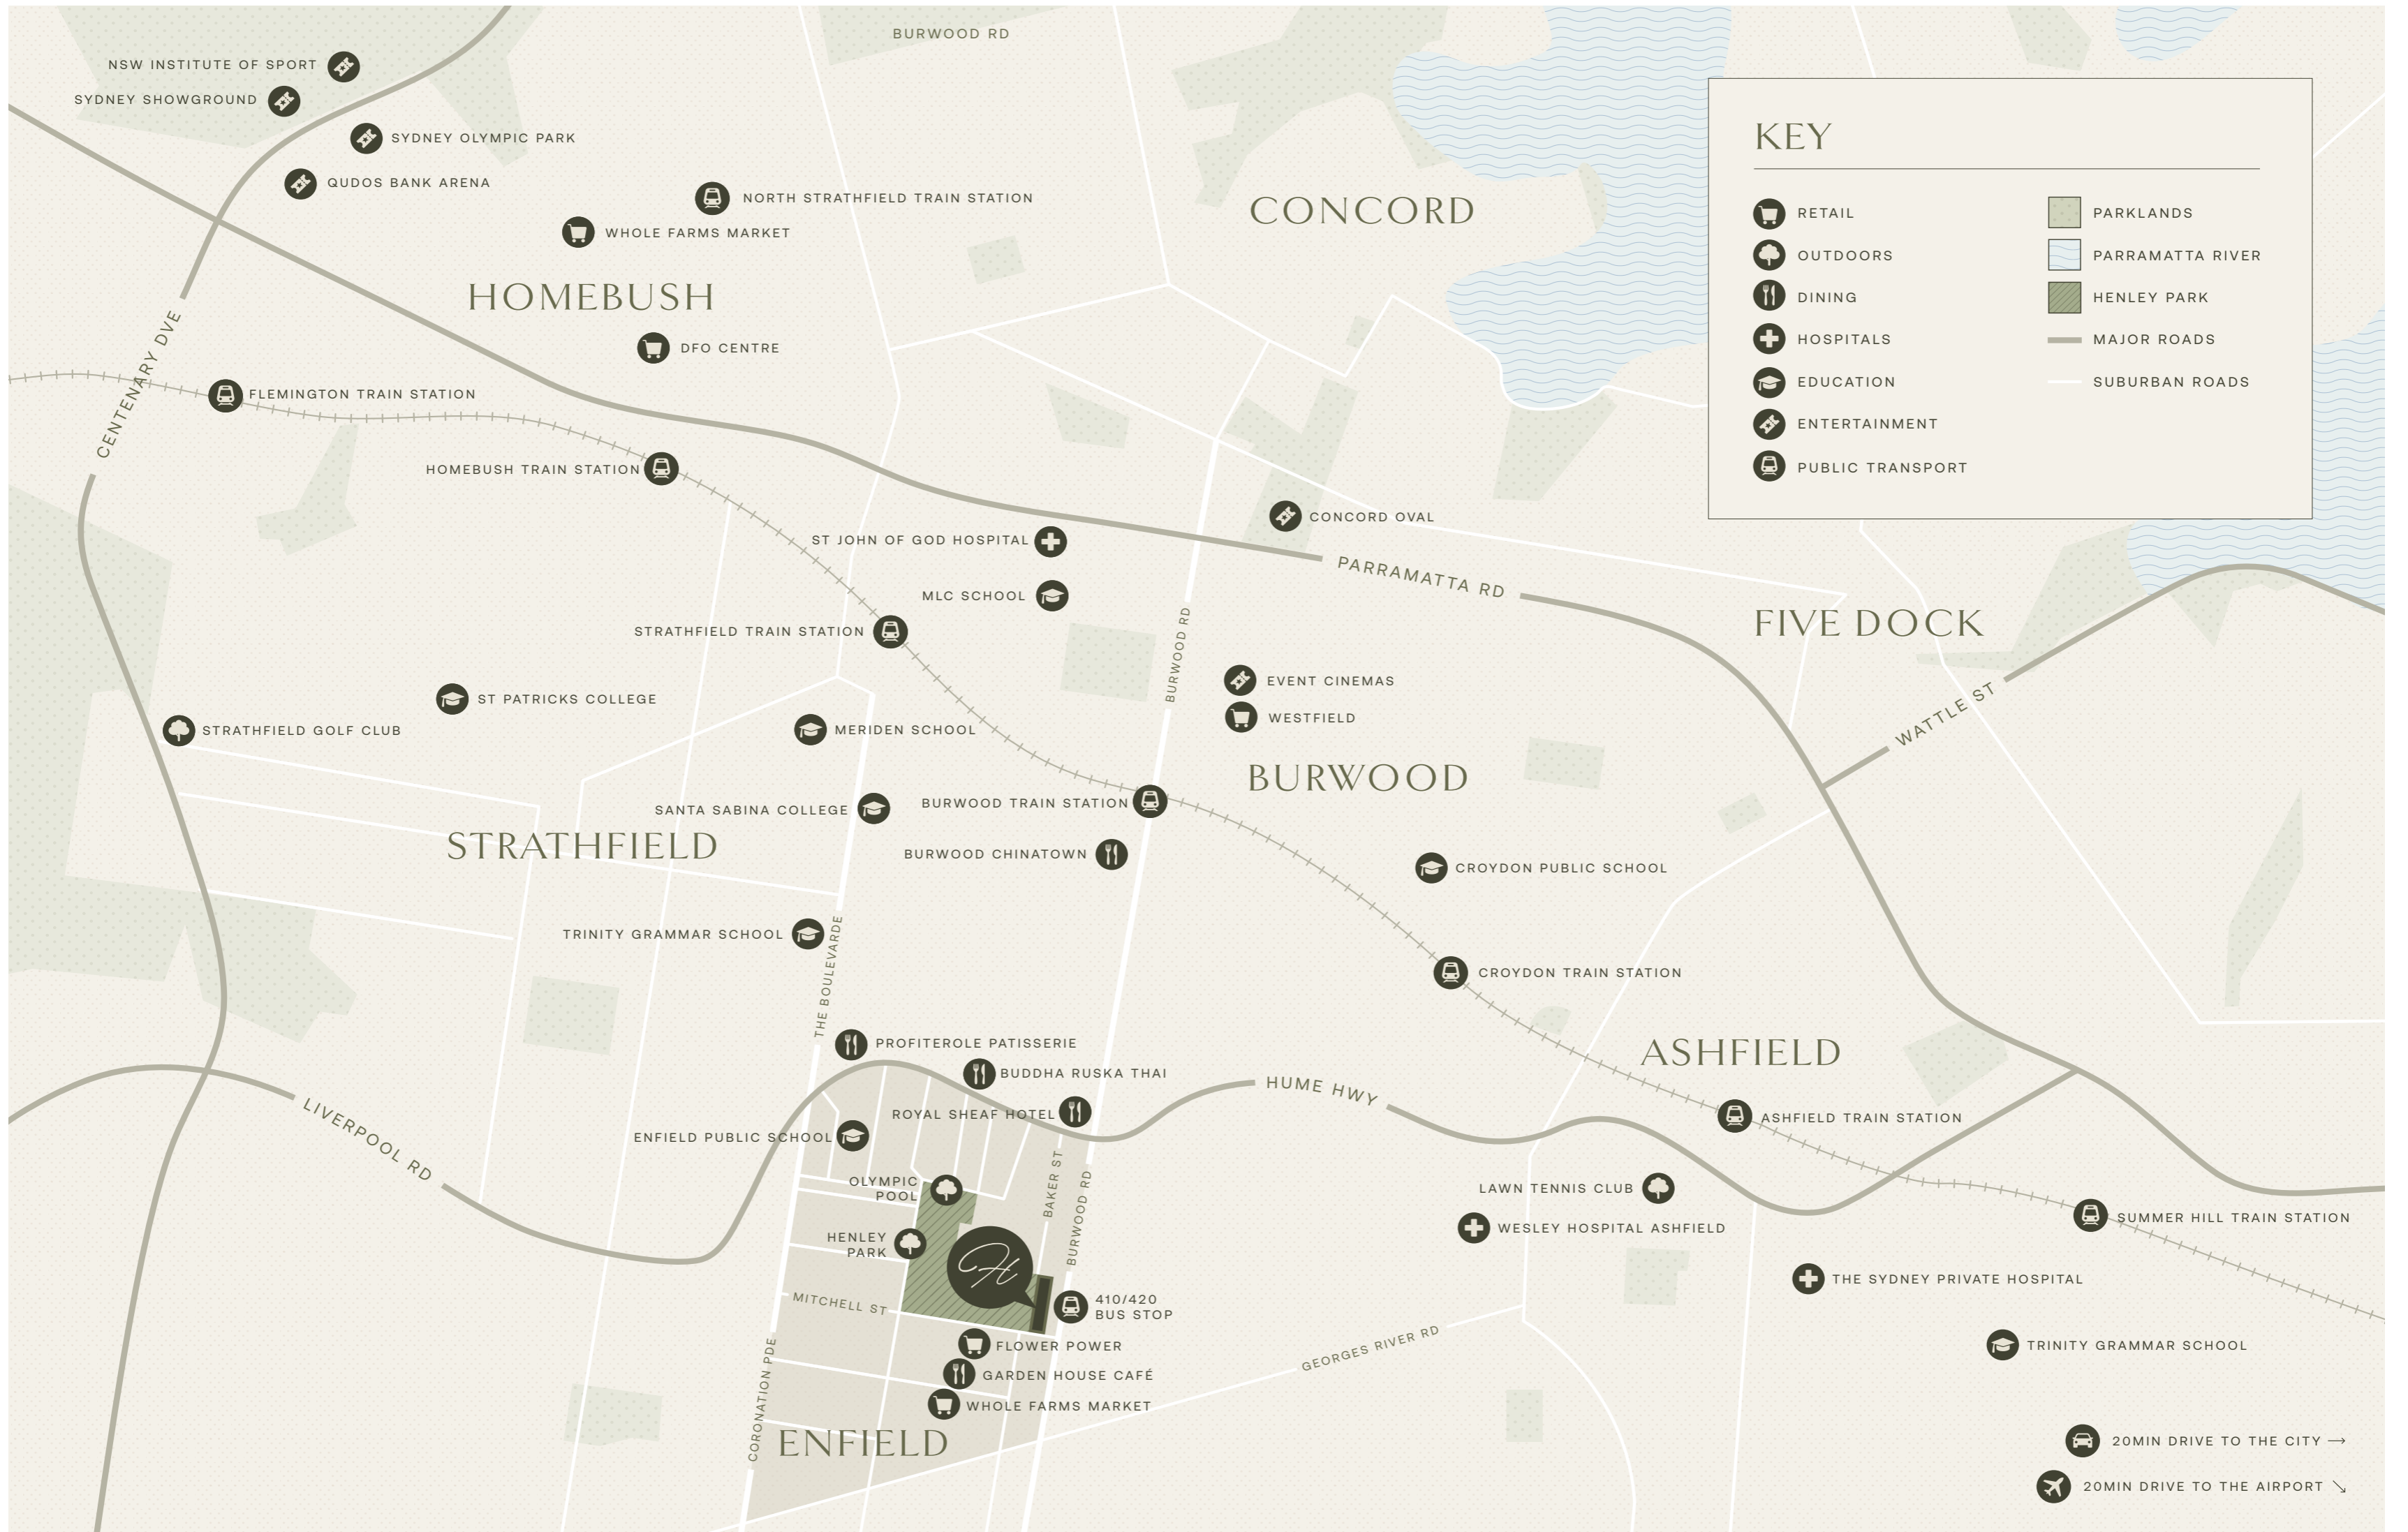 BURWOOD RD
NSW INSTITUTE OF SPORT
SYDNEY SHOWGROUND
SYDNEY OLYMPIC PARK
QUDOS BANK ARENA
NORTH STRATHFIELD TRAIN STATION
WHOLE FARMS MARKET
CONCORD
HOMEBUSH
DFO CENTRE
CENTENARY DVE
FLEMINGTON TRAIN STATION
HOMEBUSH TRAIN STATION
KEY
RETAIL
OUTDOORS
DINING
HOSPITALS
EDUCATION
ENTERTAINMENT
PUBLIC TRANSPORT
PARKLANDS
PARRAMATTA RIVER
HENLEY PARK
MAJOR ROADS
SUBURBAN ROADS
CONCORD OVAL
ST JOHN OF GOD HOSPITAL
PARRAMATTA RD
MLC SCHOOL
STRATHFIELD TRAIN STATION
BURWOOD RD
FIVE DOCK
EVENT CINEMAS
WESTFIELD
WATTLE ST
ST PATRICKS COLLEGE
STRATHFIELD GOLF CLUB
MERIDEN SCHOOL
BURWOOD
SANTA SABINA COLLEGE
BURWOOD TRAIN STATION
STRATHFIELD
BURWOOD CHINATOWN
CROYDON PUBLIC SCHOOL
TRINITY GRAMMAR SCHOOL
THE BOULEVARDE
CROYDON TRAIN STATION
PROFITEROLE PATISSERIE
BUDDHA RUSKA THAI
ASHFIELD
HUME HWY
ROYAL SHEAF HOTEL
ASHFIELD TRAIN STATION
LIVERPOOL RD
ENFIELD PUBLIC SCHOOL
OLYMPIC
POOL
BAKER ST
BURWOOD RD
LAWN TENNIS CLUB
WESLEY HOSPITAL ASHFIELD
SUMMER HILL TRAIN STATION
HENLEY
PARK
H
THE SYDNEY PRIVATE HOSPITAL
MITCHELL ST
410/420
BUS STOP
FLOWER POWER
GEORGES RIVER RD
TRINITY GRAMMAR SCHOOL
GARDEN HOUSE CAFÉ
WHOLE FARMS MARKET
CORONATION PDE
ENFIELD
20MIN DRIVE TO THE CITY →
20MIN DRIVE TO THE AIRPORT ↘